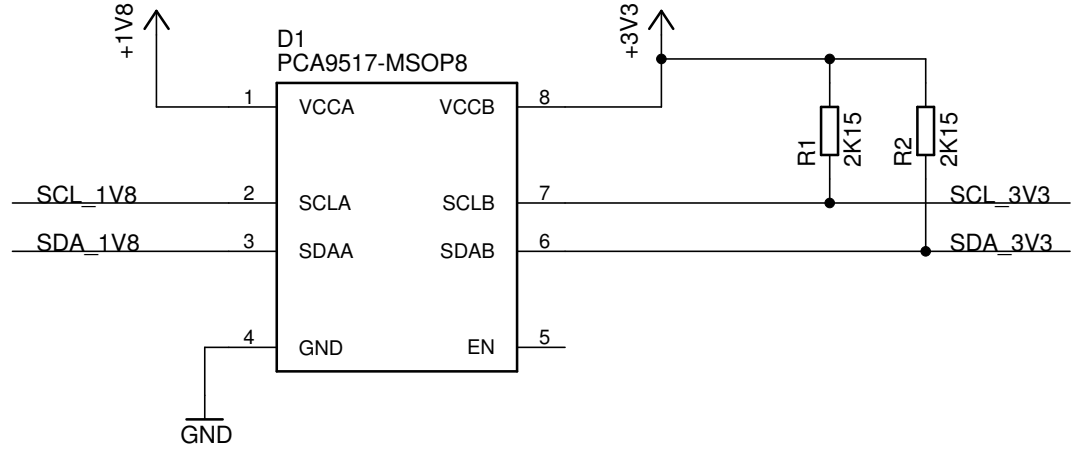 +1V8
+3V3
D1
PCA9517-MSOP8
1 VCCA VCCB 8
R1 2K15 R2 2K15
SCL_1V8 2 SCLA SCLB 7 SCL_3V3
SDA_1V8 3 SDAA SDAB 6 SDA_3V3
4 GND EN 5
GND